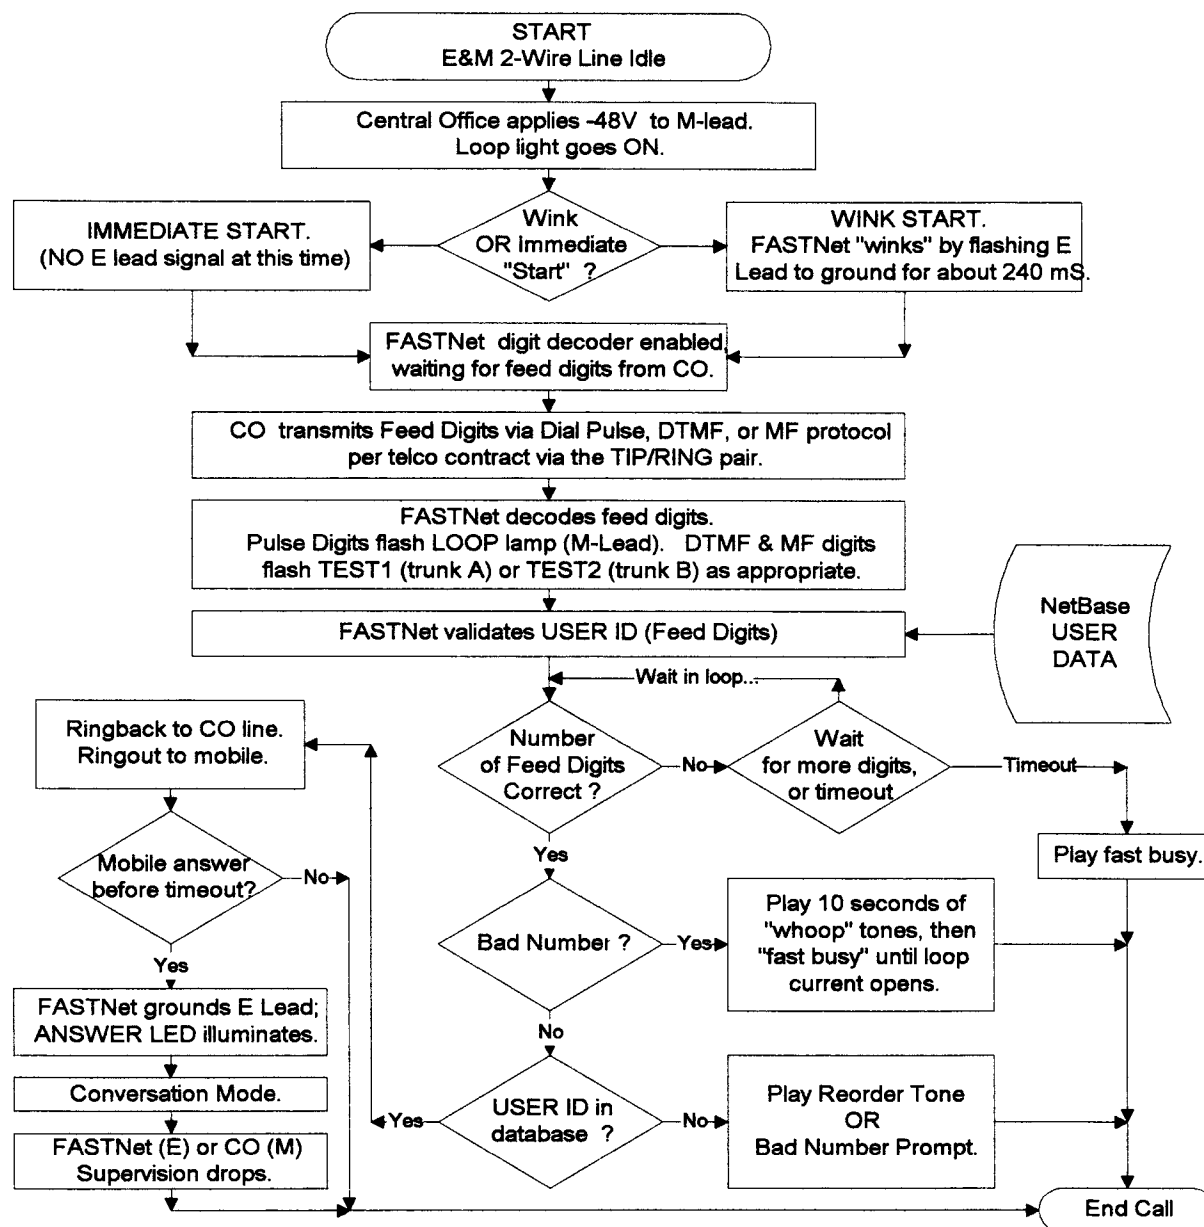 START
E&M 2-Wire Line Idle
Central Office applies -48V to M-lead.
Loop light goes ON.
Wink
OR Immediate
"Start" ?
IMMEDIATE START.
(NO E lead signal at this time)
WINK START.
FASTNet "winks" by flashing E
Lead to ground for about 240 mS.
FASTNet digit decoder enabled,
waiting for feed digits from CO.
CO transmits Feed Digits via Dial Pulse, DTMF, or MF protocol
per telco contract via the TIP/RING pair.
FASTNet decodes feed digits.
Pulse Digits flash LOOP lamp (M-Lead). DTMF & MF digits
flash TEST1 (trunk A) or TEST2 (trunk B) as appropriate.
FASTNet validates USER ID (Feed Digits)
NetBase
USER
DATA
Wait in loop...
Number
of Feed Digits
Correct ?
No
Wait
for more digits,
or timeout
Timeout
Play fast busy.
Yes
Bad Number ?
Yes
Play 10 seconds of
"whoop" tones, then
"fast busy" until loop
current opens.
No
USER ID in
database ?
No
Play Reorder Tone
OR
Bad Number Prompt.
Yes
Ringback to CO line.
Ringout to mobile.
Mobile answer
before timeout?
No
Yes
FASTNet grounds E Lead;
ANSWER LED illuminates.
Conversation Mode.
FASTNet (E) or CO (M)
Supervision drops.
End Call